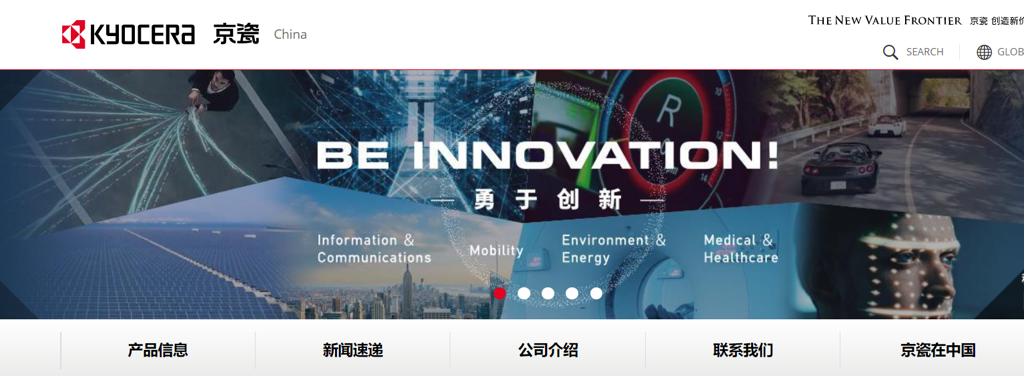 KYOCERA 京瓷 China
THE NEW VALUE FRONTIER 京瓷 创造新价
SEARCH GLOB
BE INNOVATION!
勇于创新
Information &
Communications
Mobility
Environment &
Energy
Medical &
Healthcare
产品信息 新闻速递 公司介绍 联系我们 京瓷在中国